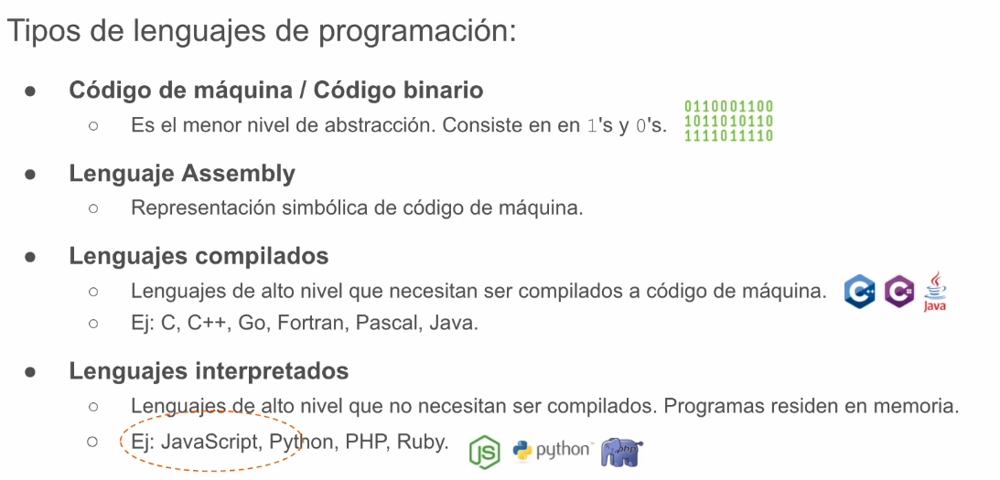 Tipos de lenguajes de programación:
● Código de máquina / Código binario
○ Es el menor nivel de abstracción. Consiste en en 1's y 0's.
0110001100
1011010110
1111011110
● Lenguaje Assembly
○ Representación simbólica de código de máquina.
● Lenguajes compilados
○ Lenguajes de alto nivel que necesitan ser compilados a código de máquina.
C++ C# Java
○ Ej: C, C++, Go, Fortran, Pascal, Java.
● Lenguajes interpretados
○ Lenguajes de alto nivel que no necesitan ser compilados. Programas residen en memoria.
○ Ej: JavaScript, Python, PHP, Ruby.
JS python™ php